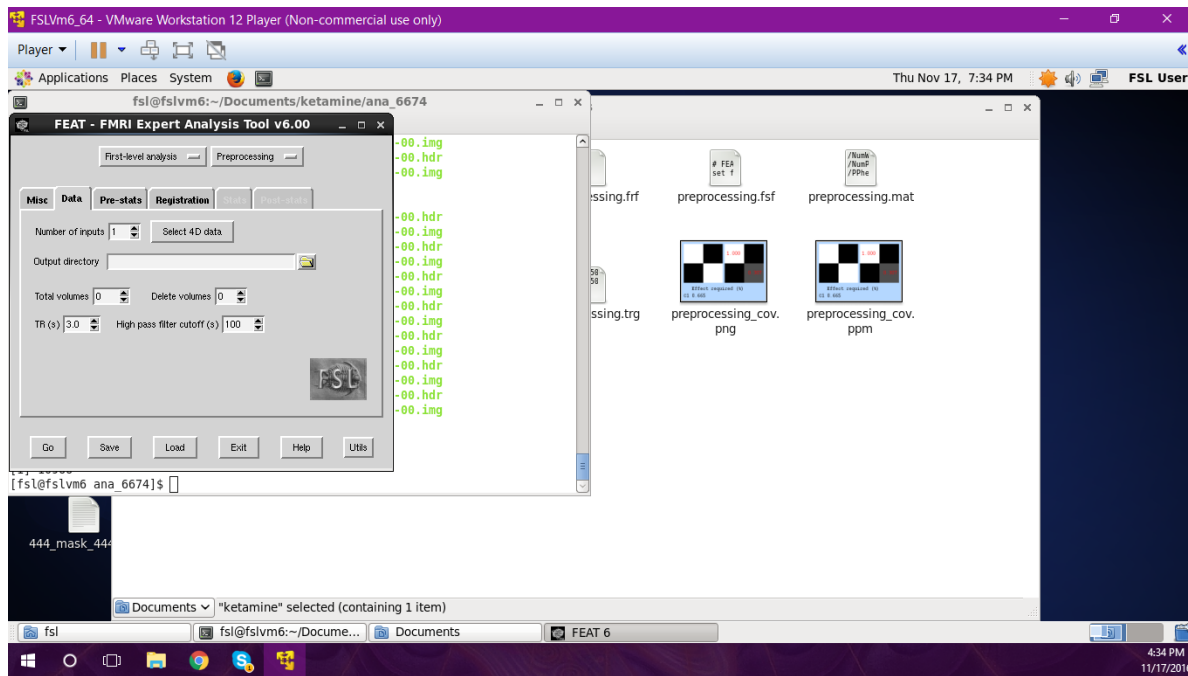 FSLVm6_64 - VMware Workstation 12 Player (Non-commercial use only)
Player
Applications Places System
Thu Nov 17, 7:34 PM
FSL User
fsl@fslvm6:~/Documents/ketamine/ana_6674
FEAT - FMRI Expert Analysis Tool v6.00
First-level analysis
Preprocessing
Misc
Data
Pre-stats
Registration
Stats
Post-stats
Number of inputs 1
Select 4D data
Output directory
Total volumes 0
Delete volumes 0
TR (s) 3.0
High pass filter cutoff (s) 100
FSL
Go
Save
Load
Exit
Help
Utils
-00.img
-00.hdr
-00.img
-00.hdr
-00.img
-00.hdr
-00.img
-00.hdr
-00.img
-00.hdr
-00.img
-00.hdr
-00.img
-00.hdr
-00.img
-00.hdr
-00.img
[fsl@fslvm6 ana_6674]$
ssing.frf
# FEA
set f
preprocessing.fsf
/NumW
/NumP
/PPhe
preprocessing.mat
ssing.trg
preprocessing_cov.
png
preprocessing_cov.
ppm
444_mask_444
Documents
"ketamine" selected (containing 1 item)
fsl
fsl@fslvm6:~/Docume...
Documents
FEAT 6
4:34 PM
11/17/2016